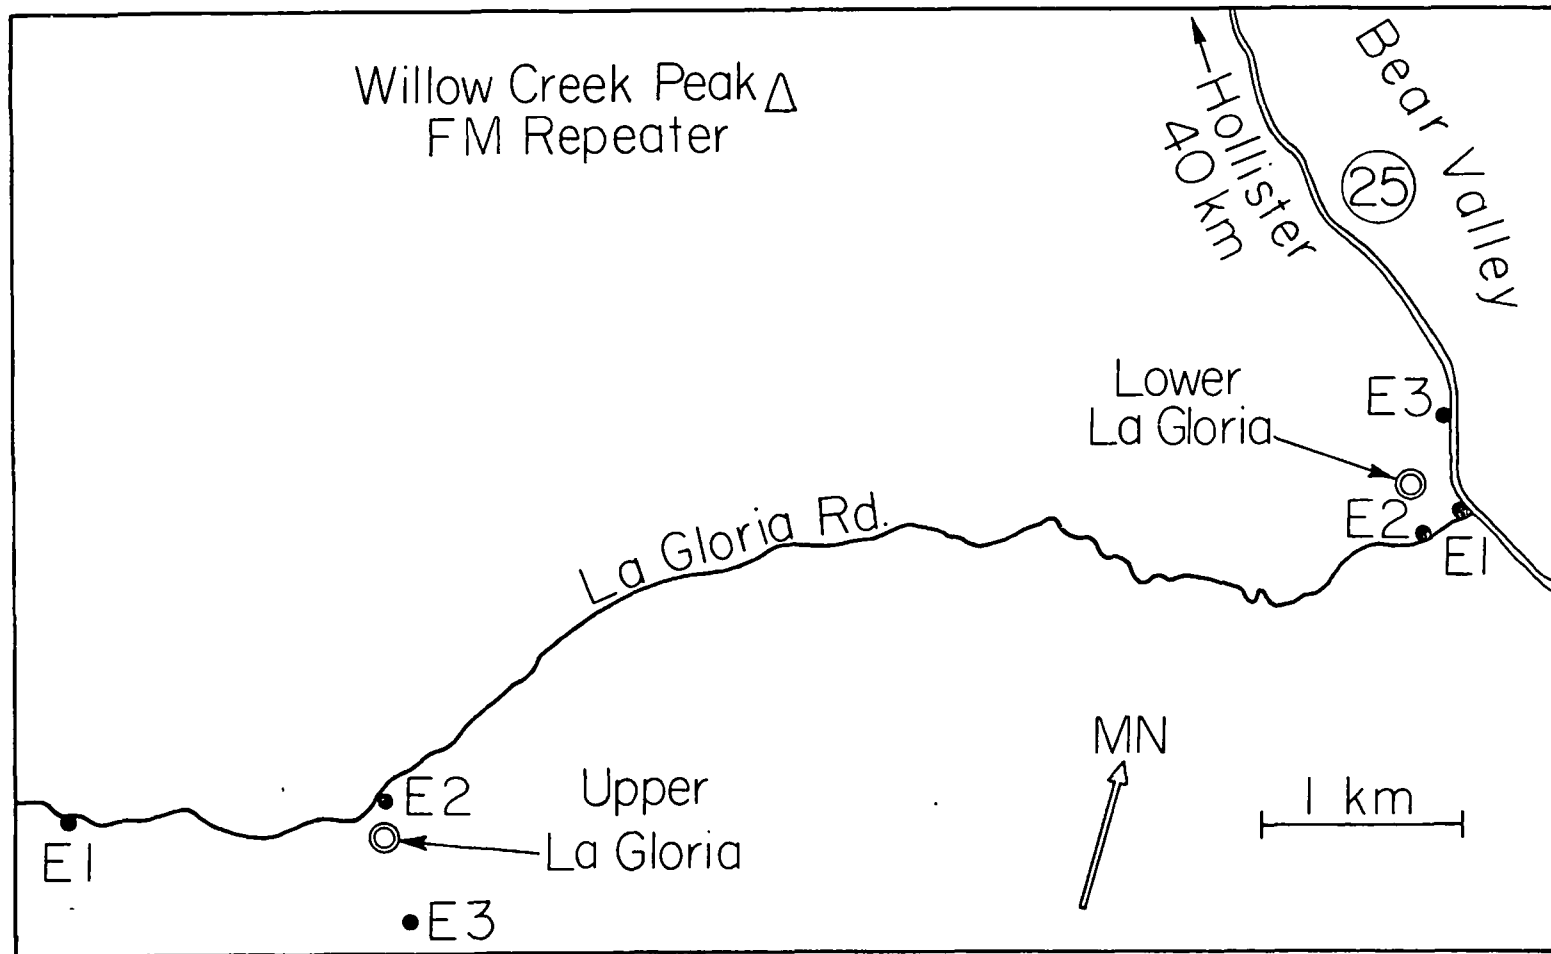 Willow Creek Peak
FM Repeater
Hollister
40 km
25
Bear Valley
Lower
La Gloria
E3
E2
E1
La Gloria Rd.
MN
1 km
E2
Upper
La Gloria
E1
E3